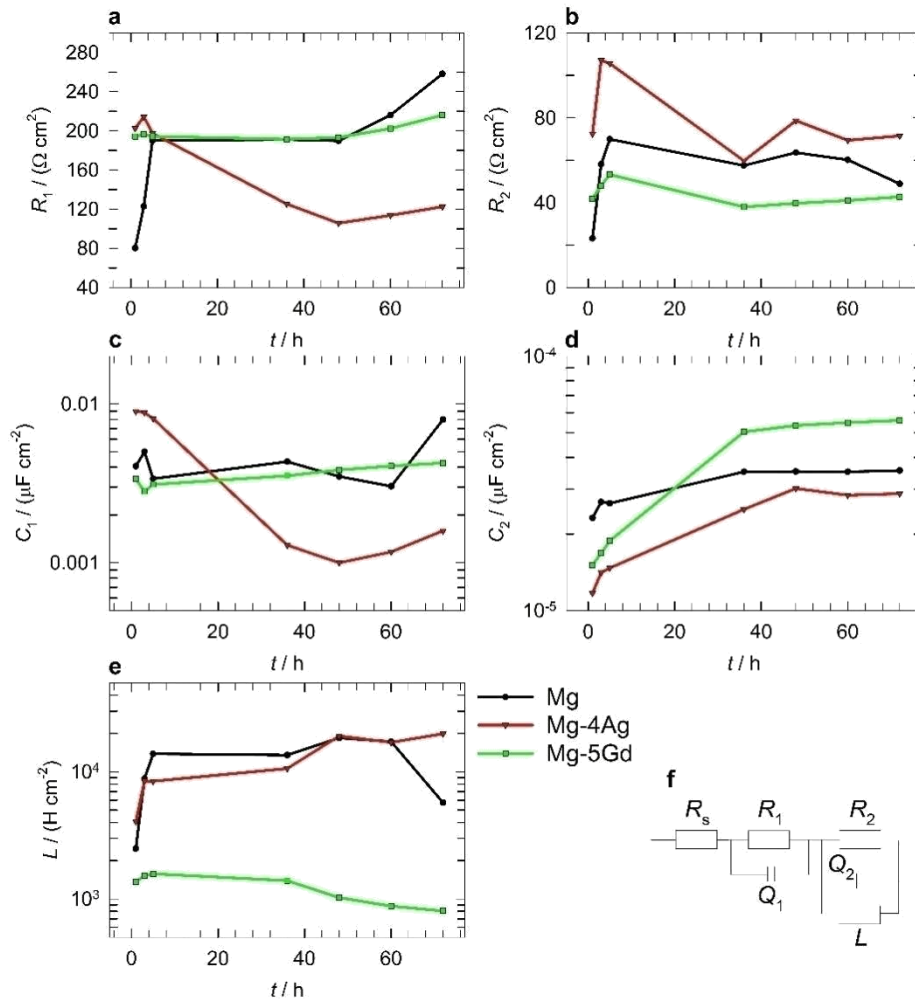 a
280
240
200
160
120
80
40
R1 / (Ω cm²)
0 20 40 60
t / h
b
120
80
40
0
R2 / (Ω cm²)
0 20 40 60
t / h
c
0.01
0.001
C1 / (μF cm⁻²)
0 20 40 60
t / h
d
10⁻⁴
10⁻⁵
C2 / (μF cm⁻²)
0 20 40 60
t / h
e
10⁴
10³
L / (H cm⁻²)
0 20 40 60
t / h
Mg
Mg-4Ag
Mg-5Gd
f
Rs R1 R2
Q1 Q2
L